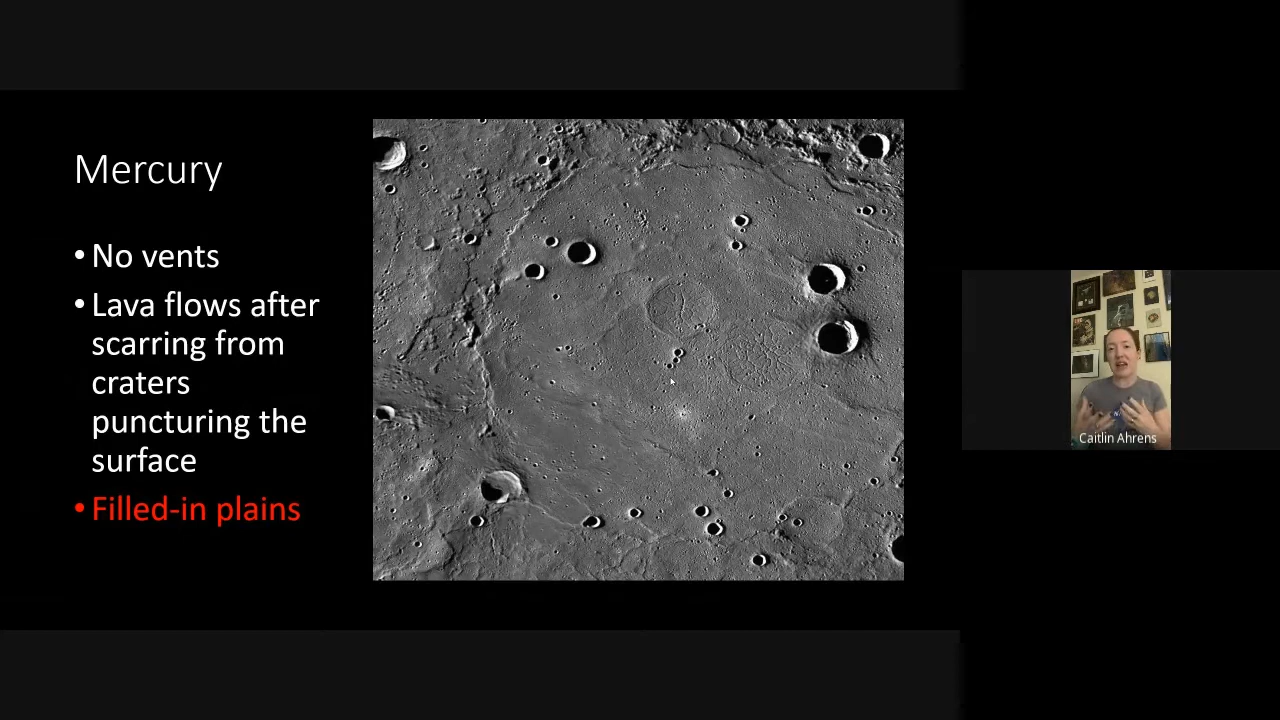 Mercury
• No vents
• Lava flows after
scarring from
craters
puncturing the
surface
• Filled-in plains
Caitlin Ahrens